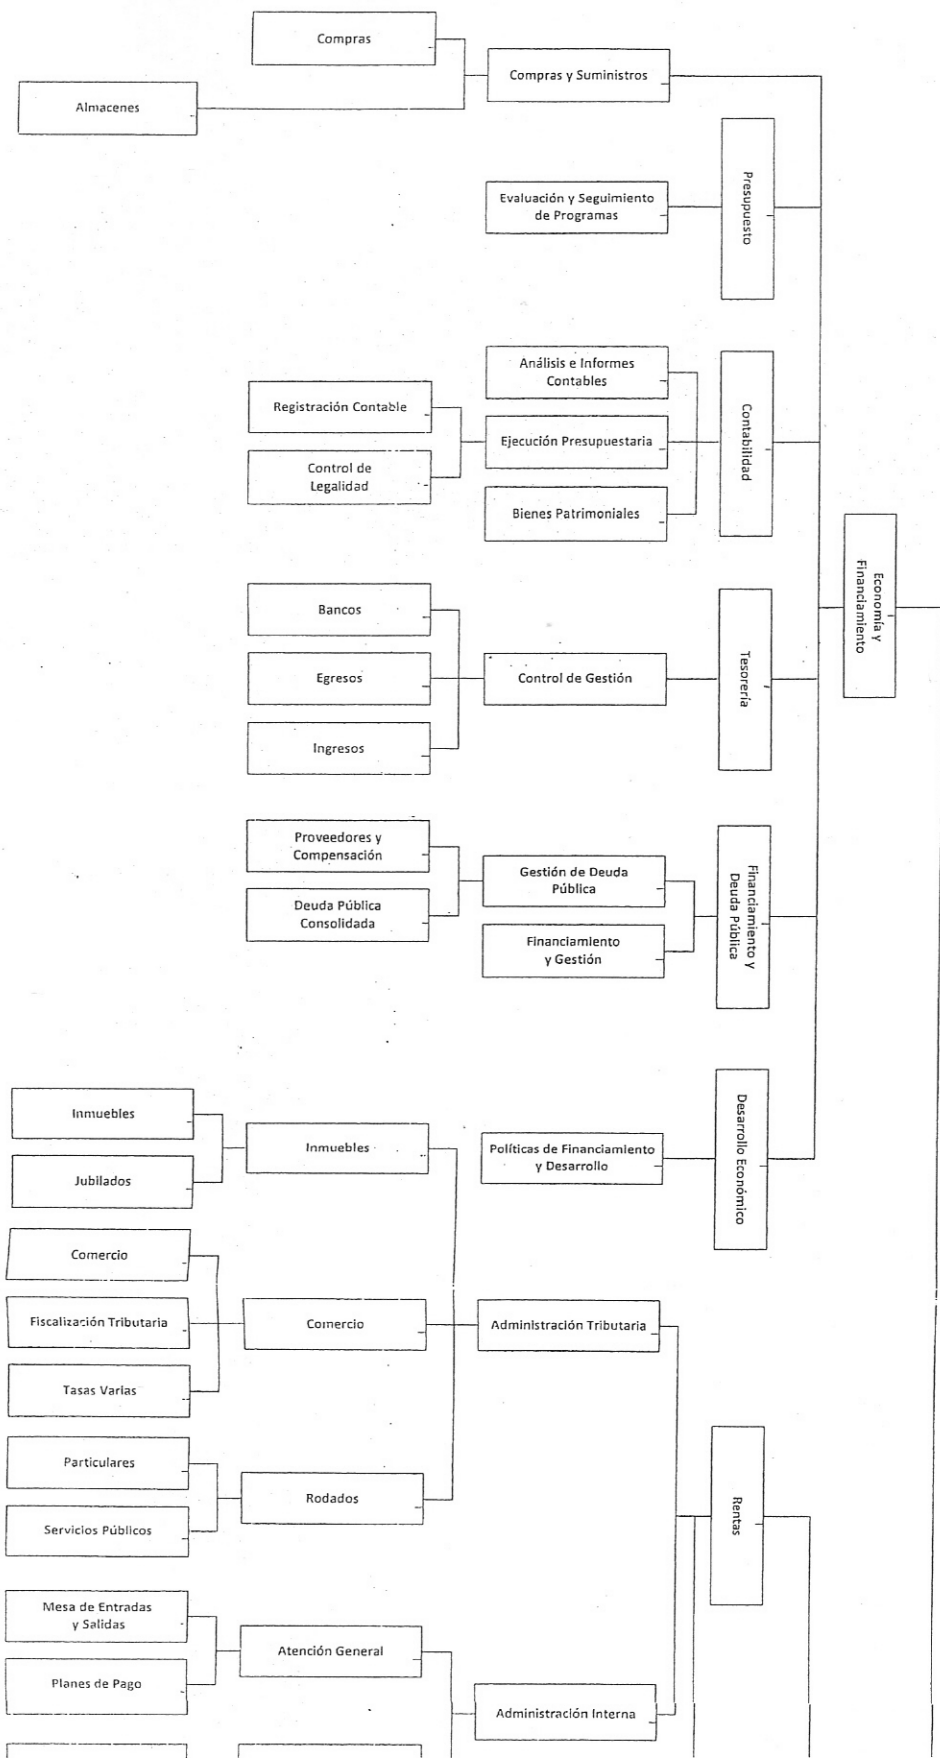 Compras
Compras y Suministros
Almacenes
Presupuesto
Evaluación y Seguimiento
de Programas
Análisis e Informes
Contables
Registración Contable
Ejecución Presupuestaria
Contabilidad
Control de
Legalidad
Bienes Patrimoniales
Economía y
Financiamiento
Bancos
Egresos
Control de Gestión
Tesorería
Ingresos
Proveedores y
Compensación
Gestión de Deuda
Pública
Deuda Pública
Consolidada
Financiamiento
y Gestión
Financiamiento y
Deuda Pública
Inmuebles
Inmuebles
Jubilados
Políticas de Financiamiento
y Desarrollo
Desarrollo Económico
Comercio
Fiscalización Tributaria
Comercio
Administración Tributaria
Tasas Varias
Particulares
Rodados
Servicios Públicos
Rentas
Mesa de Entradas
y Salidas
Atención General
Planes de Pago
Administración Interna